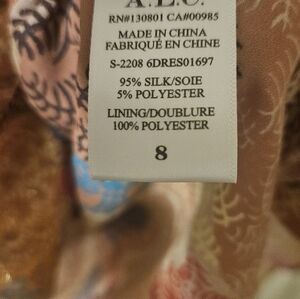 A.L.C.
RN#130801 CA#00985
MADE IN CHINA
FABRIQUÉ EN CHINE
S-2208 6DRES01697
95% SILK/SOIE
5% POLYESTER
LINING/DOUBLURE
100% POLYESTER
8